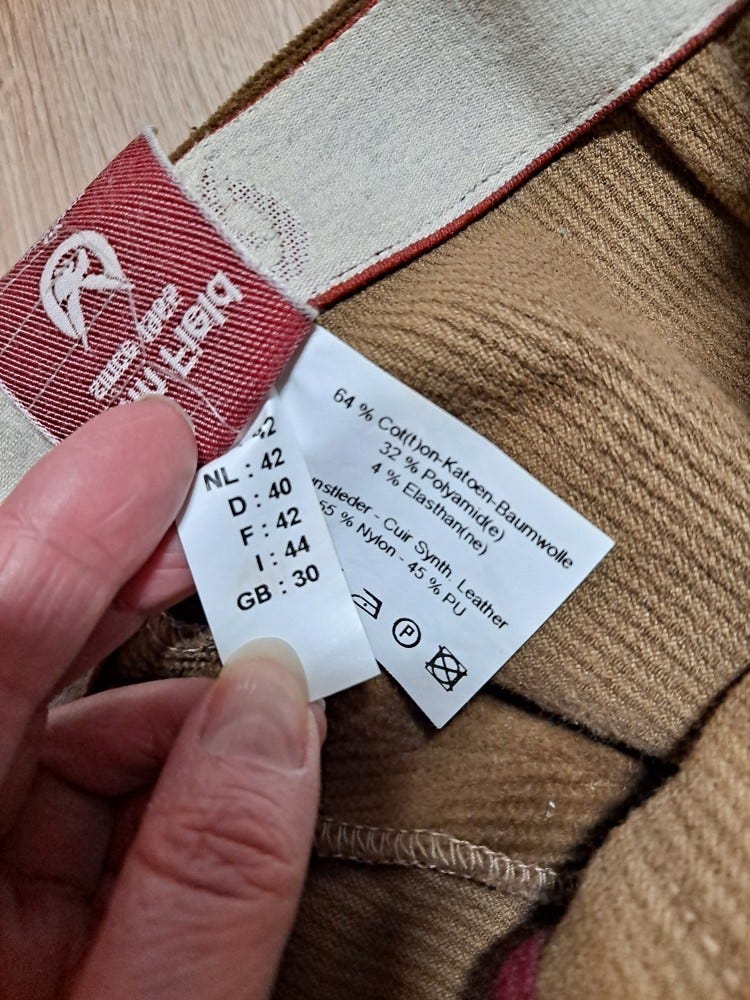 42
NL : 42
D : 40
F : 42
I : 44
GB : 30
64 % Cot(t)on-Katoen-Baumwolle
32 % Polyamid(e)
4 % Elasthan(ne)
nstleder - Cuir Synth. Leather
55 % Nylon - 45 % PU
P